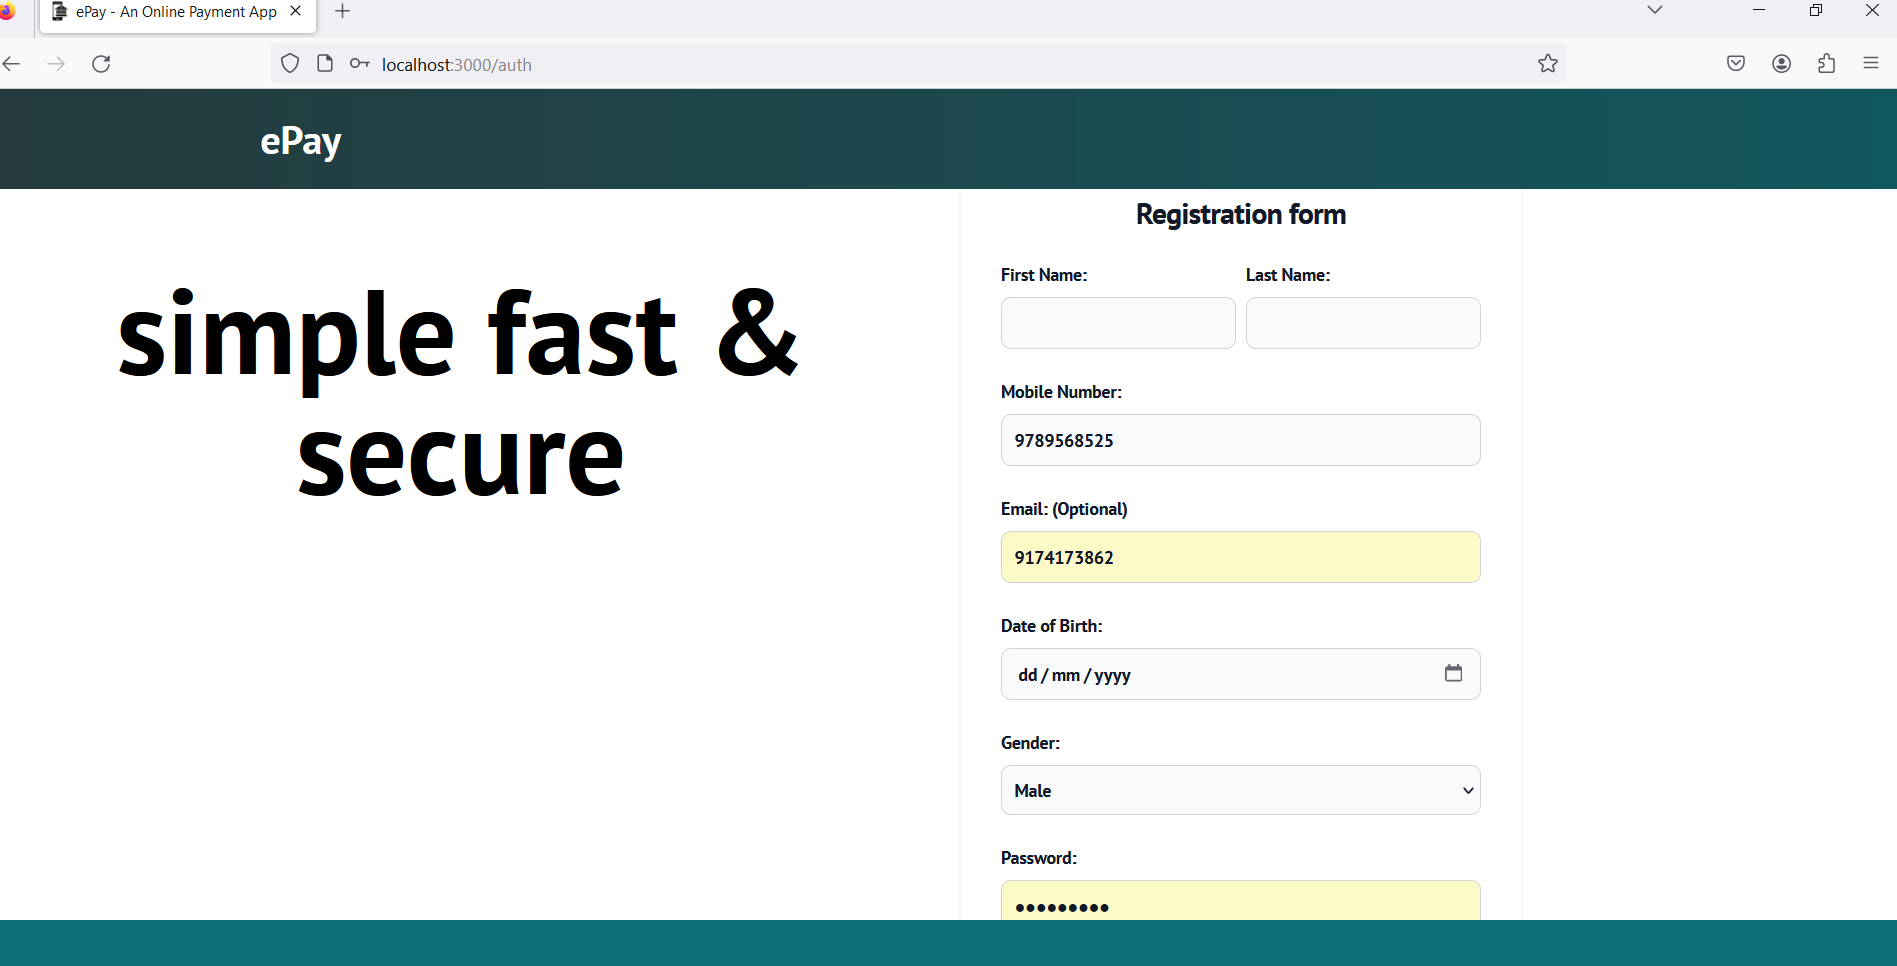 ePay - An Online Payment App
localhost:3000/auth
ePay
simple fast &
secure
Registration form
First Name: Last Name:
Mobile Number:
9789568525
Email: (Optional)
9174173862
Date of Birth:
dd / mm / yyyy
Gender:
Male
Password: